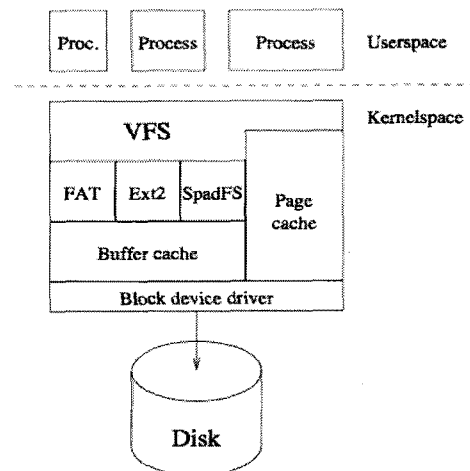 Proc. Process Process Userspace
Kernelspace
VFS
FAT Ext2 SpadFS
Page
cache
Buffer cache
Block device driver
Disk